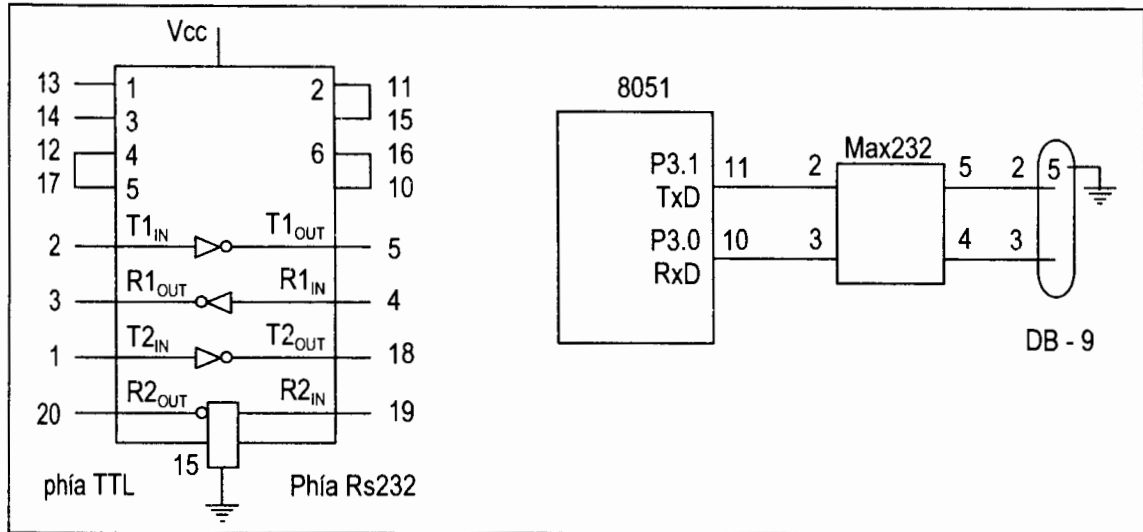 Vcc
13 1 2 11
14 3 15
12 4 6 16
17 5 10
2 T1IN T1OUT 5
3 R1OUT R1IN 4
1 T2IN T2OUT 18
20 R2OUT R2IN 19
15
phía TTL Phía Rs232
8051
Max232
P3.1 11 2 5 2 5
TxD
P3.0 10 3 4 3
RxD
DB - 9